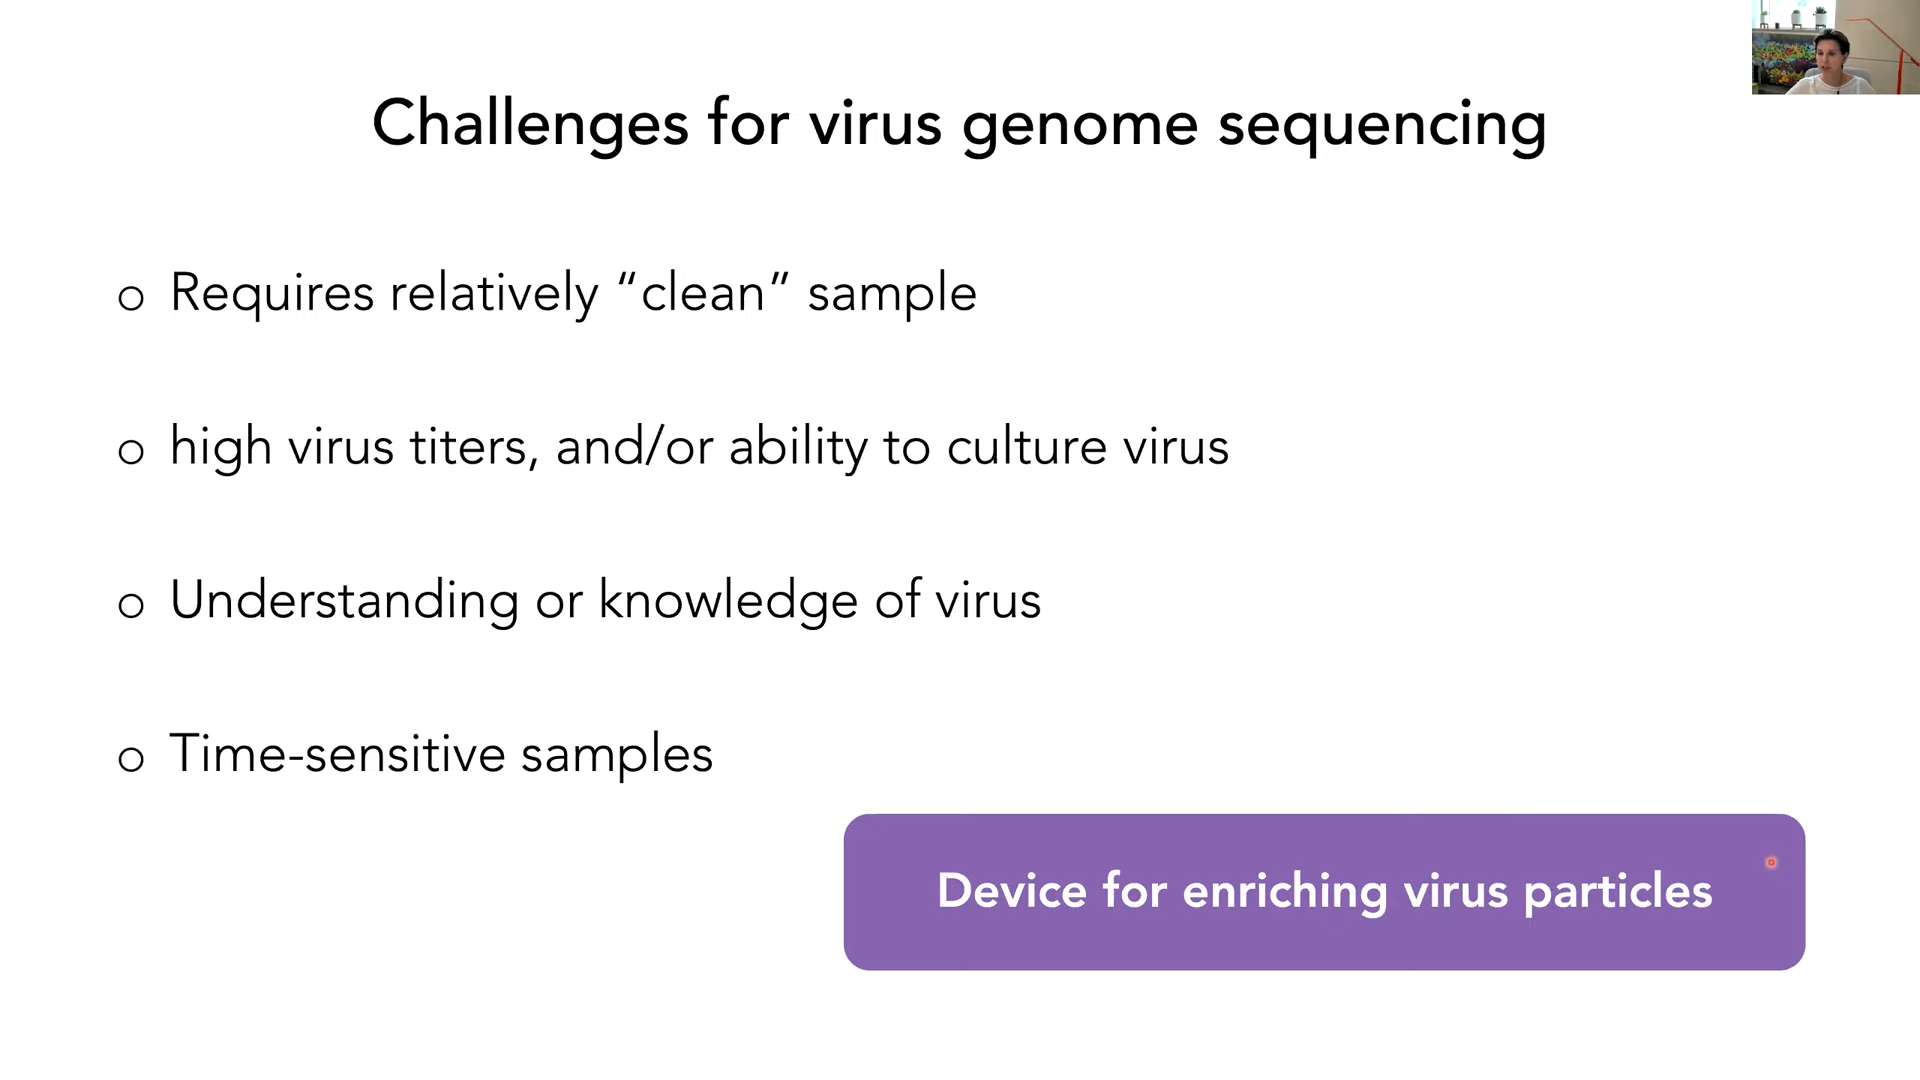 Challenges for virus genome sequencing
o Requires relatively “clean” sample
o high virus titers, and/or ability to culture virus
o Understanding or knowledge of virus
o Time-sensitive samples
Device for enriching virus particles